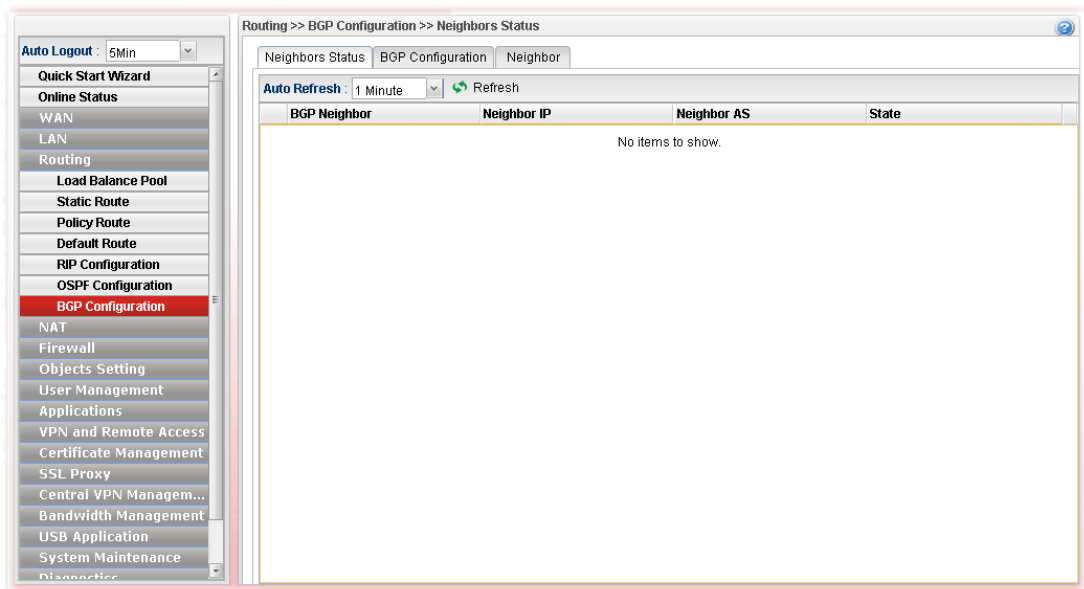 Routing >> BGP Configuration >> Neighbors Status
Auto Logout : 5Min
Quick Start Wizard
Online Status
WAN
LAN
Routing
Load Balance Pool
Static Route
Policy Route
Default Route
RIP Configuration
OSPF Configuration
BGP Configuration
NAT
Firewall
Objects Setting
User Management
Applications
VPN and Remote Access
Certificate Management
SSL Proxy
Central VPN Managem...
Bandwidth Management
USB Application
System Maintenance
Diagnostics
Neighbors Status BGP Configuration Neighbor
Auto Refresh : 1 Minute Refresh
BGP Neighbor Neighbor IP Neighbor AS State
No items to show.